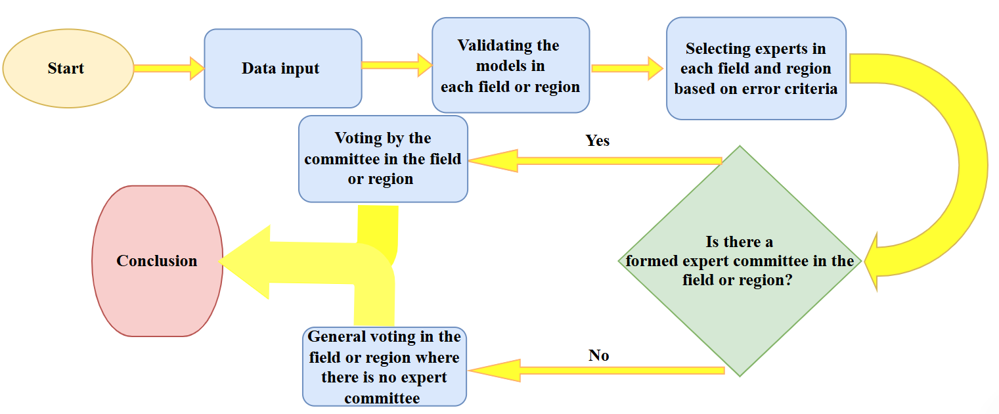 Start
Data input
Validating the
models in
each field or region
Selecting experts in
each field and region
based on error criteria
Yes
Voting by the
committee in the field
or region
Is there a
formed expert committee in the
field or region?
Conclusion
No
General voting in the
field or region where
there is no expert
committee